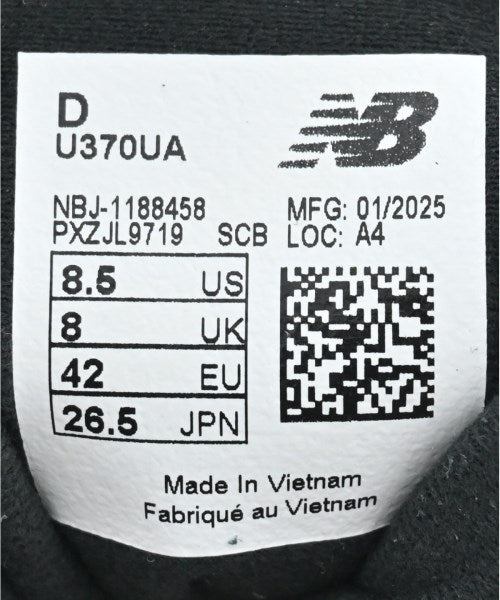 D
U370UA
NB
NBJ-1188458
PXZJL9719 SCB
MFG: 01/2025
LOC: A4
8.5 US
8 UK
42 EU
26.5 JPN
Made In Vietnam
Fabriqué au Vietnam